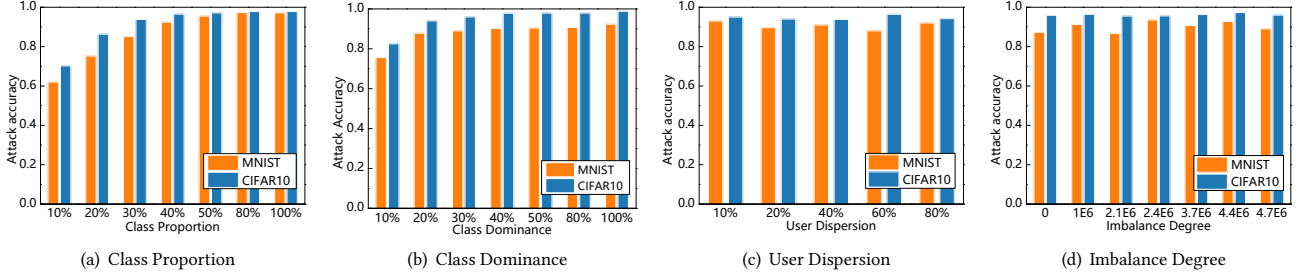 1.0
0.8
0.6
0.4
0.2
0.0
Attack accuracy
MNIST
CIFAR10
10% 20% 30% 40% 50% 80% 100%
Class Proportion
(a) Class Proportion
1.0
0.8
0.6
0.4
0.2
0.0
Attack Accuracy
MNIST
CIFAR10
10% 20% 30% 40% 50% 80% 100%
Class Dominance
(b) Class Dominance
1.0
0.8
0.6
0.4
0.2
0.0
Attack accuracy
MNIST
CIFAR10
10% 20% 40% 60% 80%
User Dispersion
(c) User Dispersion
1.0
0.8
0.6
0.4
0.2
0.0
Attack accuracy
MNIST
CIFAR10
0 1E6 2.1E6 2.4E6 3.7E6 4.4E6 4.7E6
Imbalance Degree
(d) Imbalance Degree